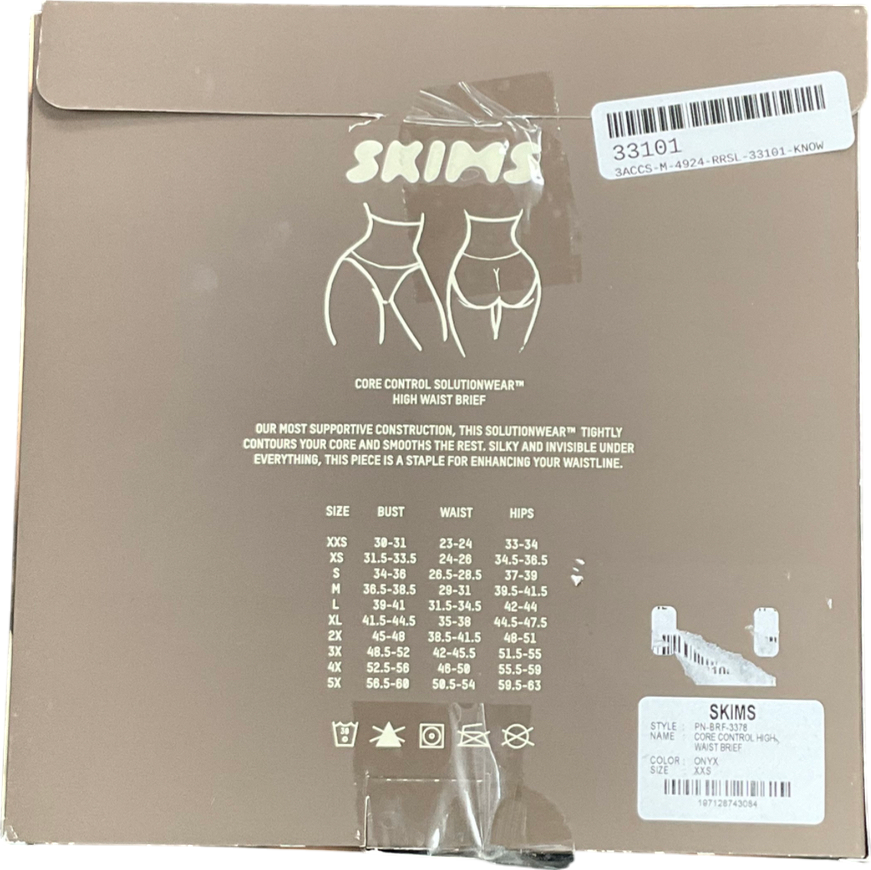 33101
3ACCS-M-4924-RRSL-33101-KNOW
SKIMS
CORE CONTROL SOLUTIONWEAR™
HIGH WAIST BRIEF
OUR MOST SUPPORTIVE CONSTRUCTION, THIS SOLUTIONWEAR™ TIGHTLY
CONTOURS YOUR CORE AND SMOOTHS THE REST. SILKY AND INVISIBLE UNDER
EVERYTHING, THIS PIECE IS A STAPLE FOR ENHANCING YOUR WAISTLINE.
SIZE BUST WAIST HIPS
XXS 30-31 23-24 33-34
XS 31.5-33.5 24-26 34.5-36.5
S 34-36 26.5-28.5 37-39
M 36.5-38.5 29-31 39.5-41.5
L 39-41 31.5-34.5 42-44
XL 41.5-44.5 35-38 44.5-47.5
2X 45-48 38.5-41.5 48-51
3X 48.5-52 42-45.5 51.5-55
4X 52.5-56 46-50 55.5-59
5X 56.5-60 50.5-54 59.5-63
30
SKIMS
STYLE : PN-BRF-3378
NAME : CORE CONTROL HIGH
WAIST BRIEF
COLOR : ONYX
SIZE : XXS
197128743084